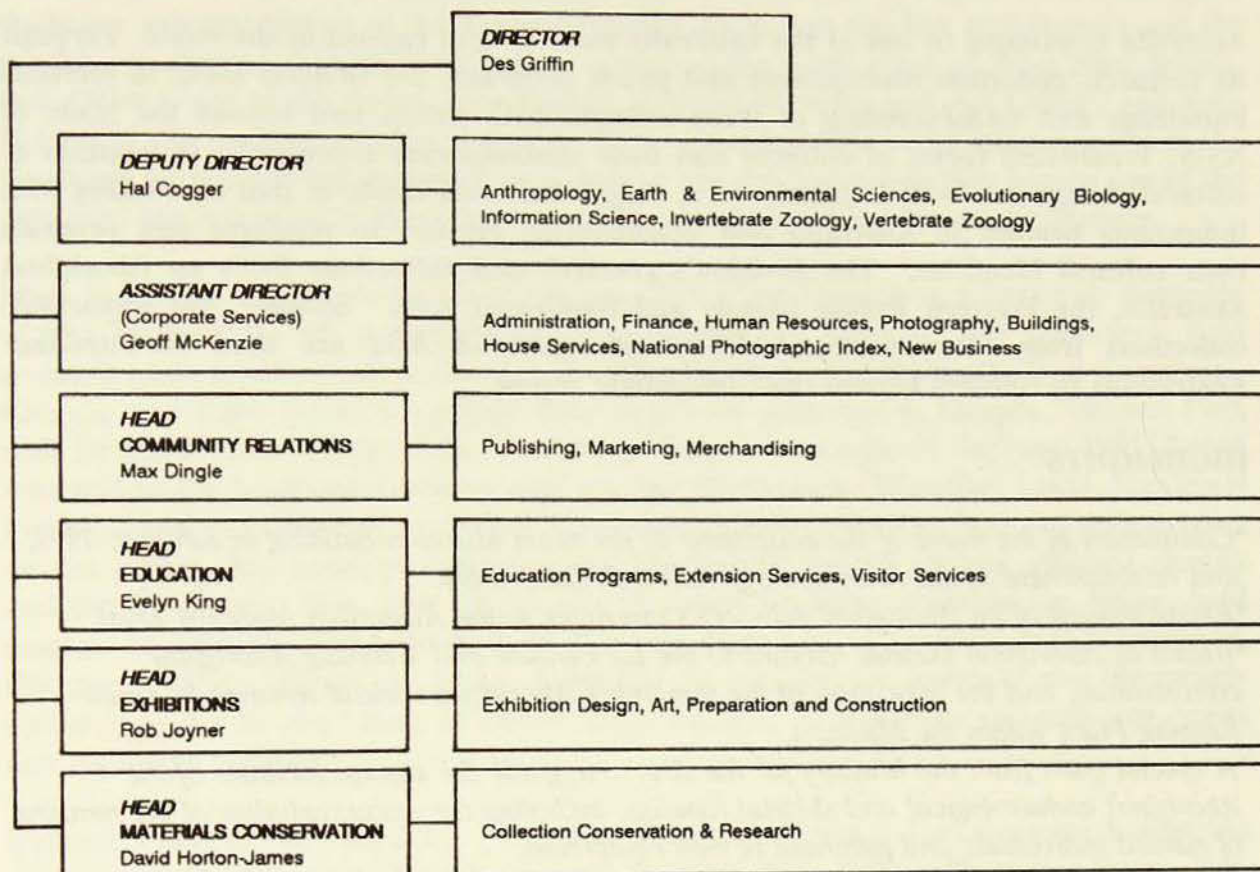 DIRECTOR
Des Griffin
DEPUTY DIRECTOR
Hal Cogger
Anthropology, Earth & Environmental Sciences, Evolutionary Biology,
Information Science, Invertebrate Zoology, Vertebrate Zoology
ASSISTANT DIRECTOR
(Corporate Services)
Geoff McKenzie
Administration, Finance, Human Resources, Photography, Buildings,
House Services, National Photographic Index, New Business
HEAD
COMMUNITY RELATIONS
Max Dingle
Publishing, Marketing, Merchandising
HEAD
EDUCATION
Evelyn King
Education Programs, Extension Services, Visitor Services
HEAD
EXHIBITIONS
Rob Joyner
Exhibition Design, Art, Preparation and Construction
HEAD
MATERIALS CONSERVATION
David Horton-James
Collection Conservation & Research